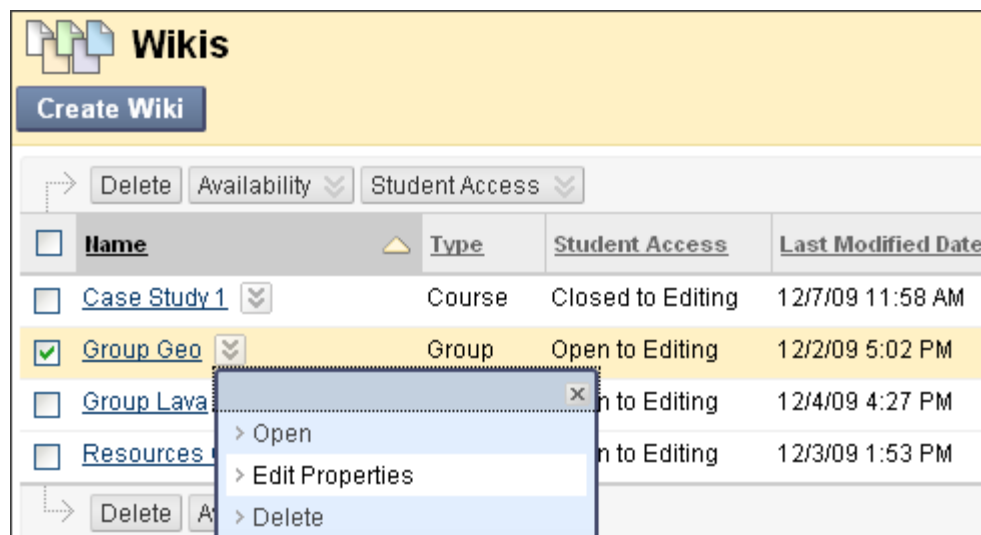 Wikis
Create Wiki
Delete Availability Student Access
Name Type Student Access Last Modified Date
Case Study 1 Course Closed to Editing 12/7/09 11:58 AM
Group Geo Group Open to Editing 12/2/09 5:02 PM
Group Lava n to Editing 12/4/09 4:27 PM
> Open
Resources n to Editing 12/3/09 1:53 PM
> Edit Properties
Delete A
> Delete